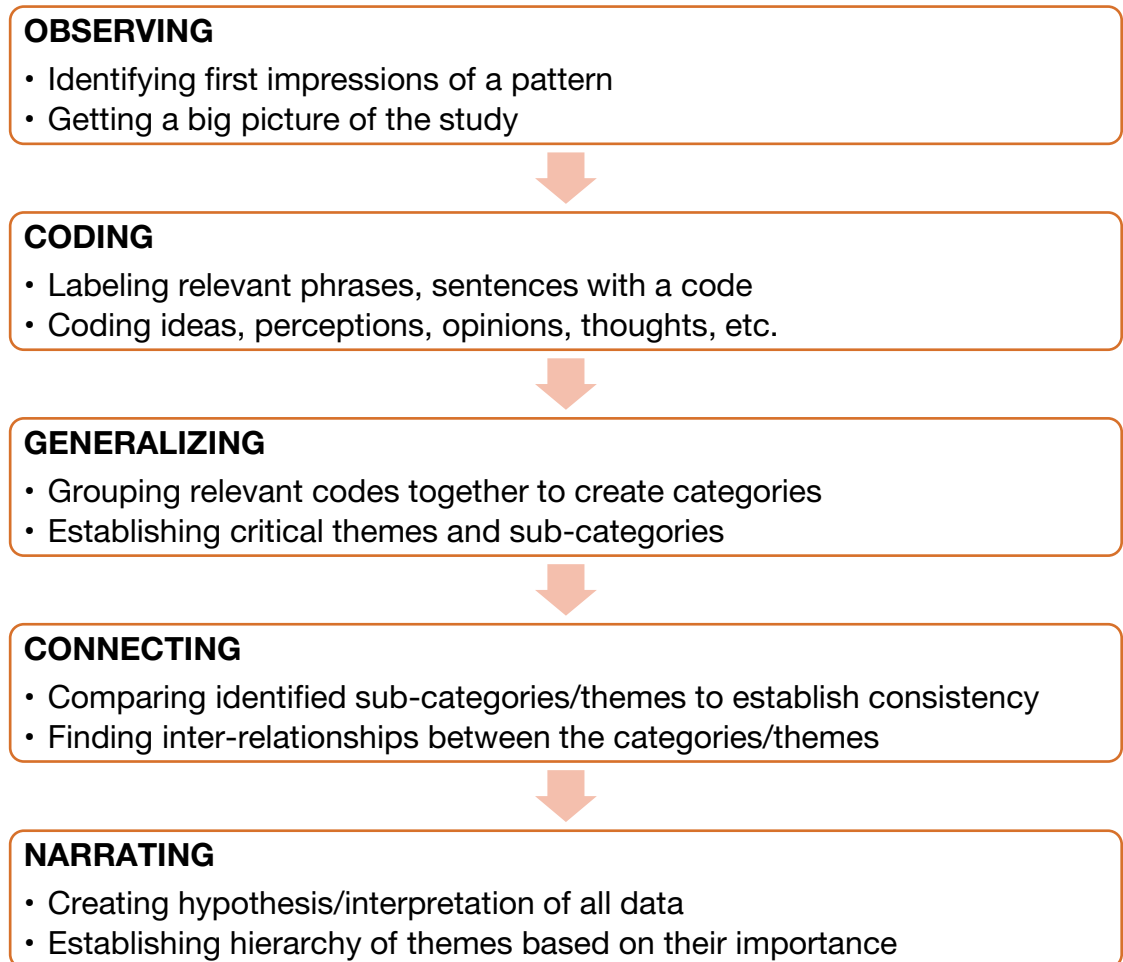 OBSERVING
• Identifying first impressions of a pattern
• Getting a big picture of the study
CODING
• Labeling relevant phrases, sentences with a code
• Coding ideas, perceptions, opinions, thoughts, etc.
GENERALIZING
• Grouping relevant codes together to create categories
• Establishing critical themes and sub-categories
CONNECTING
• Comparing identified sub-categories/themes to establish consistency
• Finding inter-relationships between the categories/themes
NARRATING
• Creating hypothesis/interpretation of all data
• Establishing hierarchy of themes based on their importance